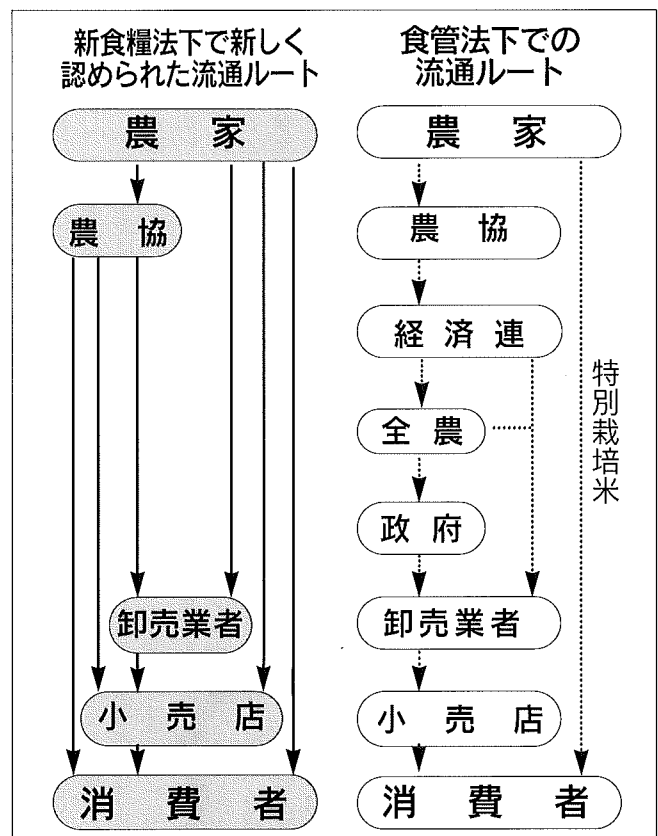 新食糧法下で新しく
認められた流通ルート
農家
農協
卸売業者
小売店
消費者
食管法下での
流通ルート
農家
農協
経済連
全農
政府
卸売業者
小売店
消費者
特別栽培米